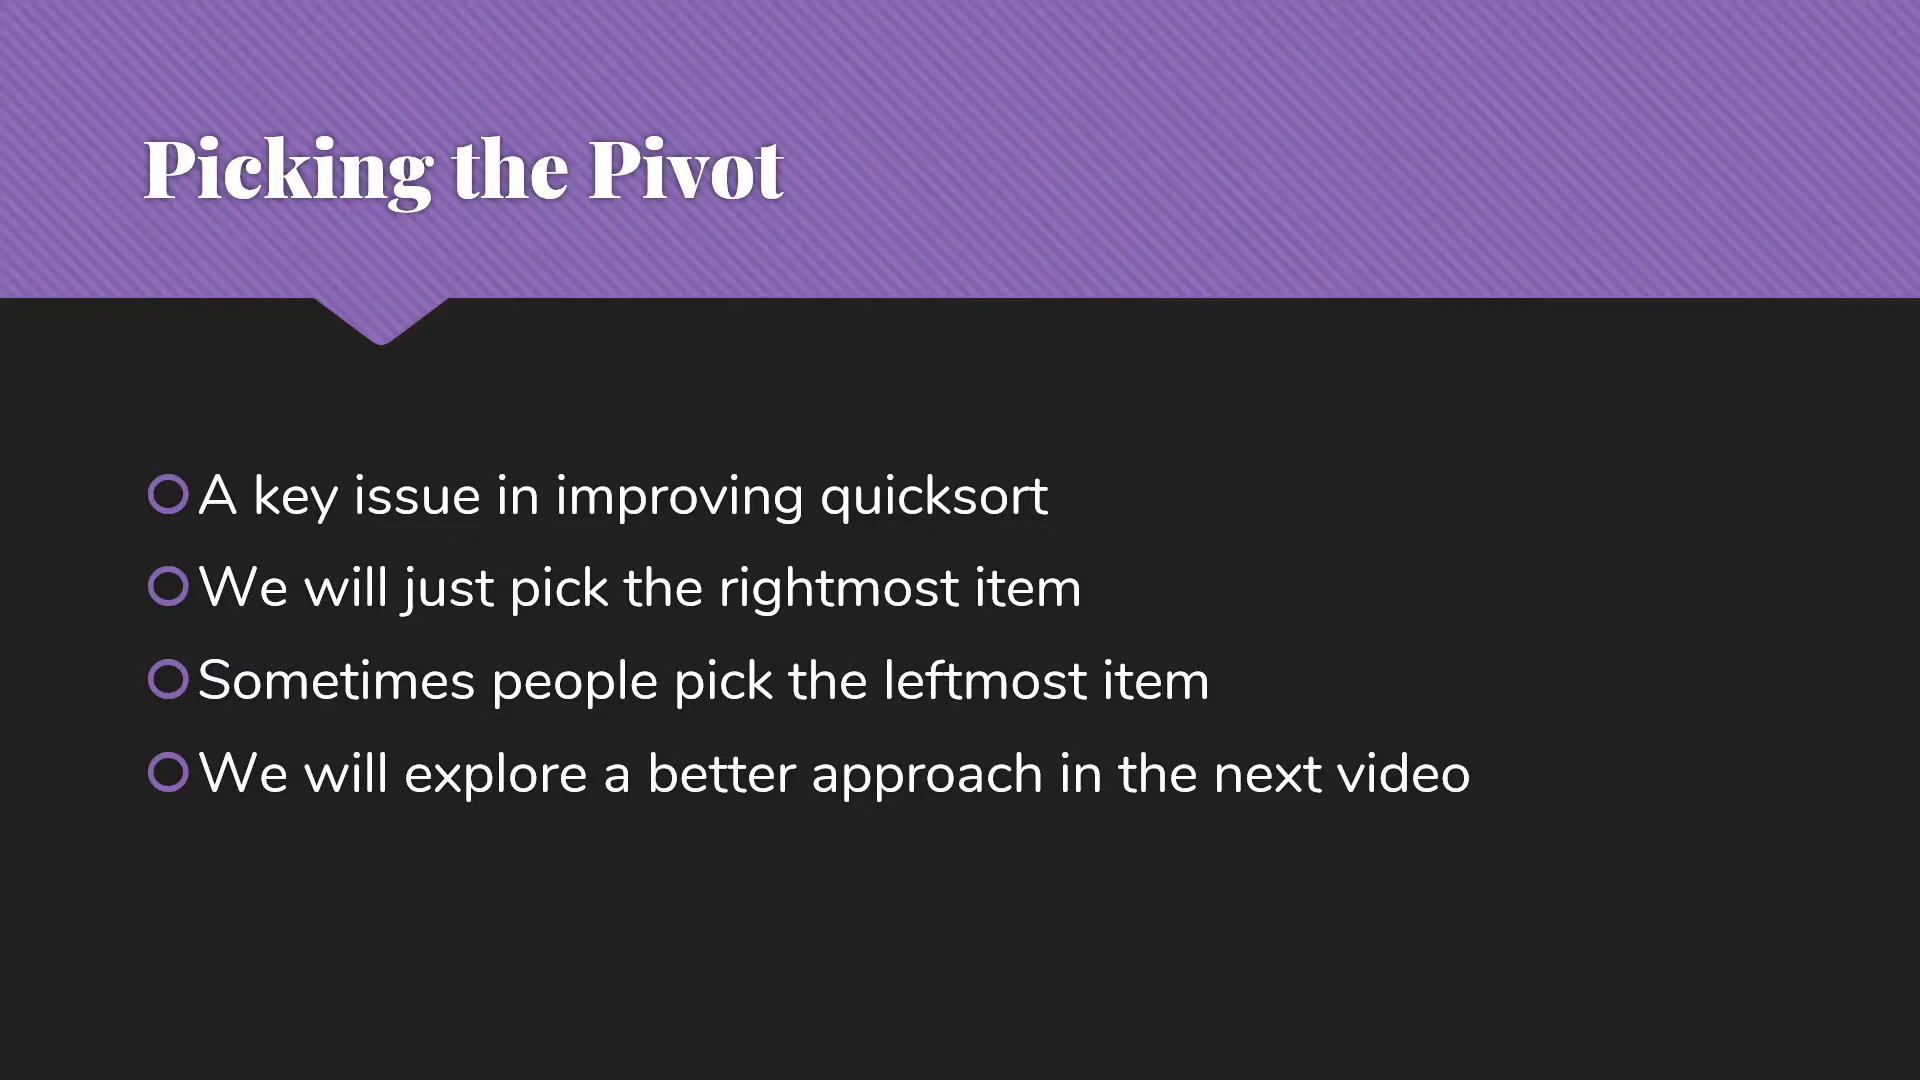 Picking the Pivot
A key issue in improving quicksort
We will just pick the rightmost item
Sometimes people pick the leftmost item
We will explore a better approach in the next video